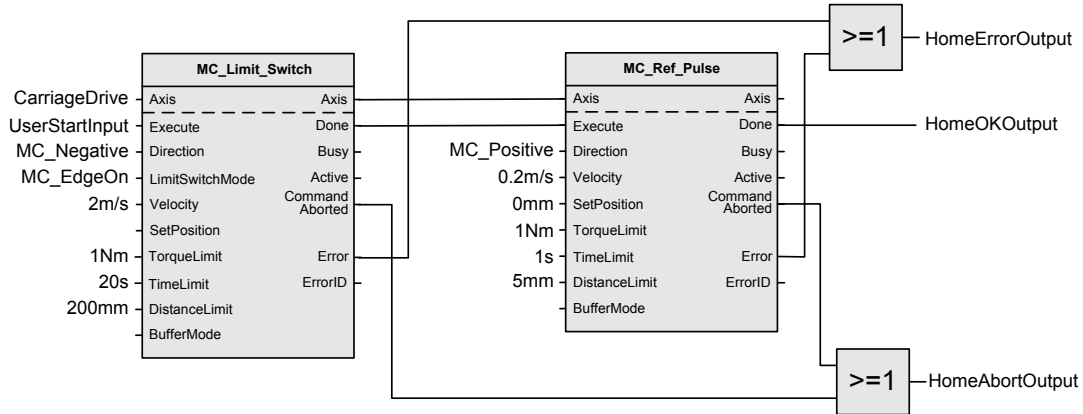 >=1
HomeErrorOutput
MC_Limit_Switch
CarriageDrive
Axis
Axis
UserStartInput
Execute
Done
MC_Negative
Direction
Busy
MC_EdgeOn
LimitSwitchMode
Active
2m/s
Velocity
Command
Aborted
SetPosition
1Nm
TorqueLimit
Error
20s
TimeLimit
ErrorID
200mm
DistanceLimit
BufferMode
MC_Ref_Pulse
Axis
Axis
Execute
Done
HomeOKOutput
MC_Positive
Direction
Busy
0.2m/s
Velocity
Active
0mm
SetPosition
Command
Aborted
1Nm
TorqueLimit
1s
TimeLimit
Error
5mm
DistanceLimit
ErrorID
BufferMode
>=1
HomeAbortOutput